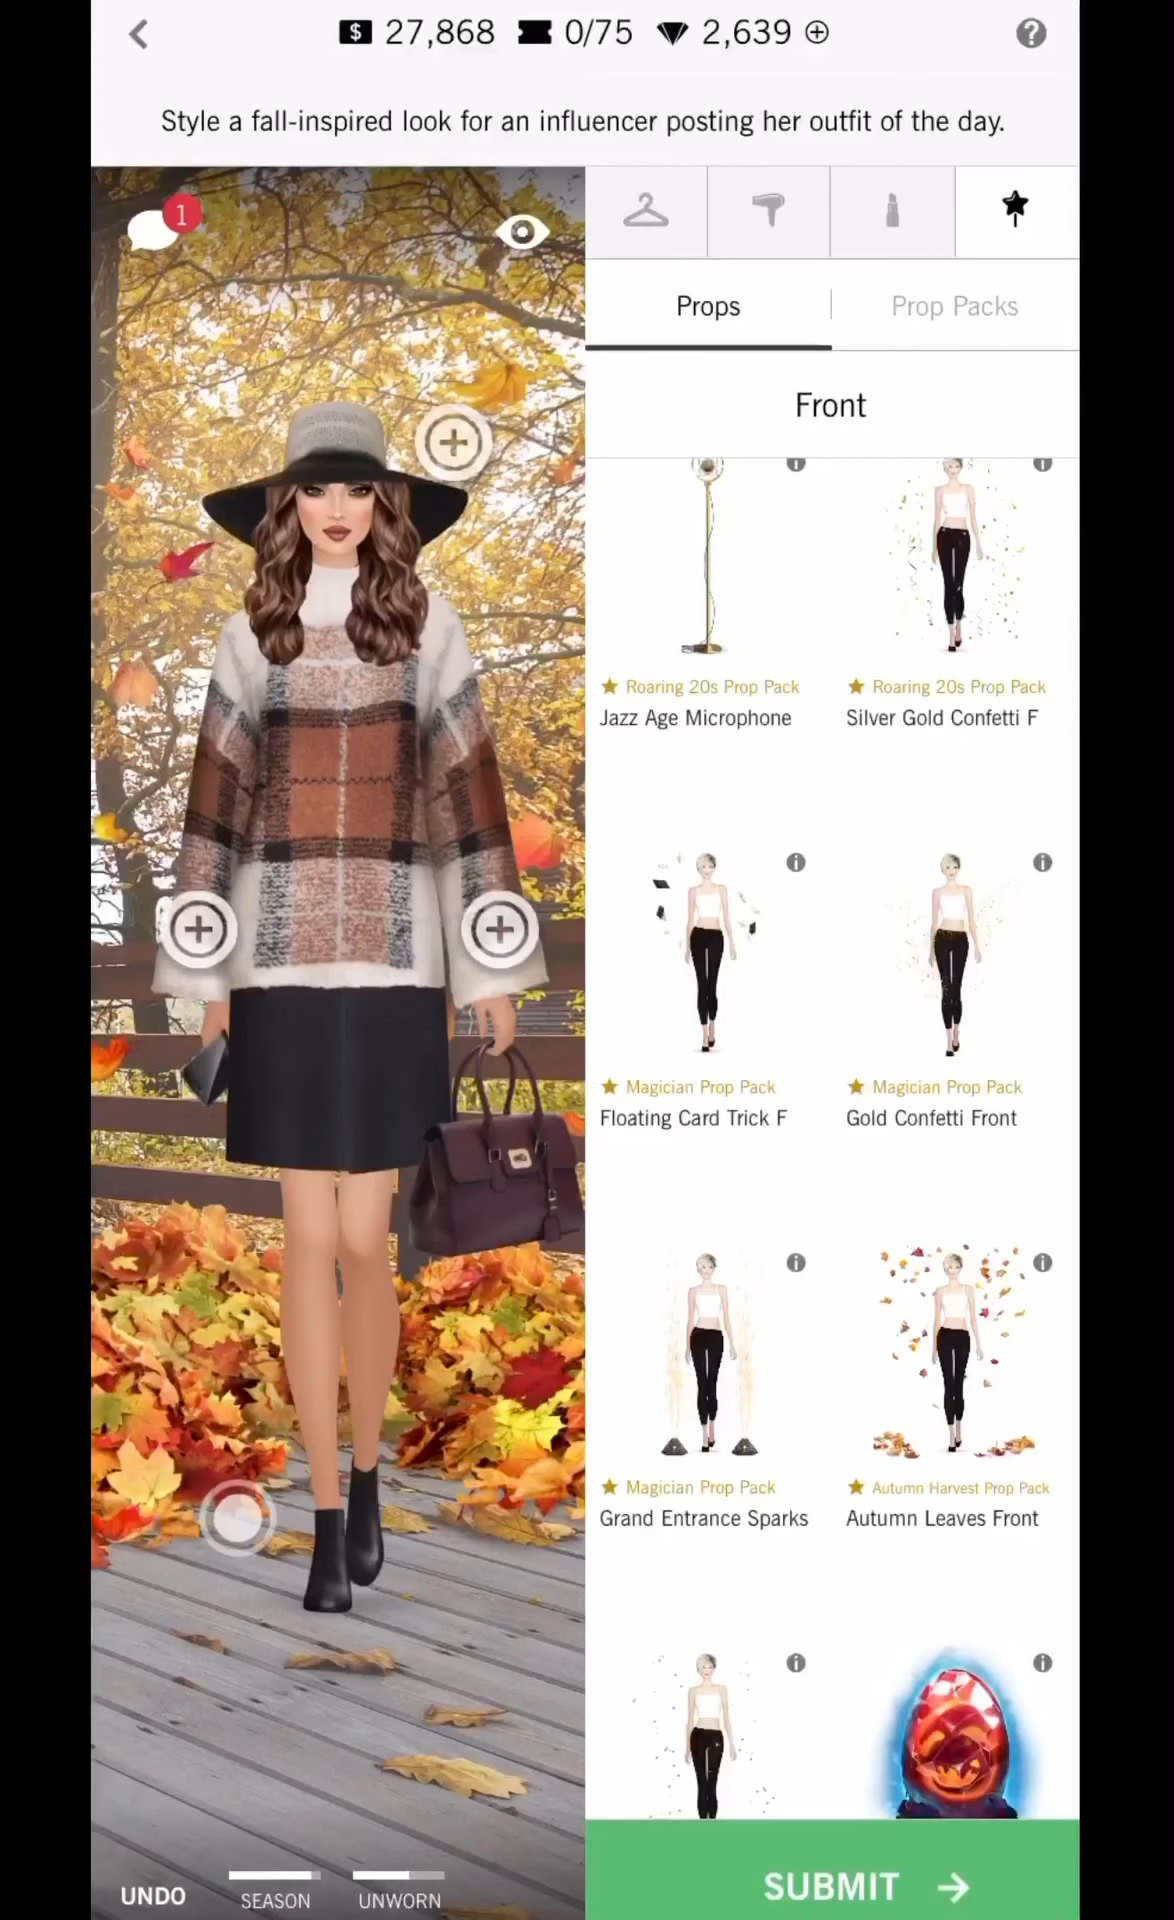 $ 27,868 0/75 2,639
Style a fall-inspired look for an influencer posting her outfit of the day.
1
Props
Prop Packs
Front
Roaring 20s Prop Pack
Jazz Age Microphone
Roaring 20s Prop Pack
Silver Gold Confetti F
Magician Prop Pack
Floating Card Trick F
Magician Prop Pack
Gold Confetti Front
Magician Prop Pack
Grand Entrance Sparks
Autumn Harvest Prop Pack
Autumn Leaves Front
UNDO
SEASON
UNWORN
SUBMIT